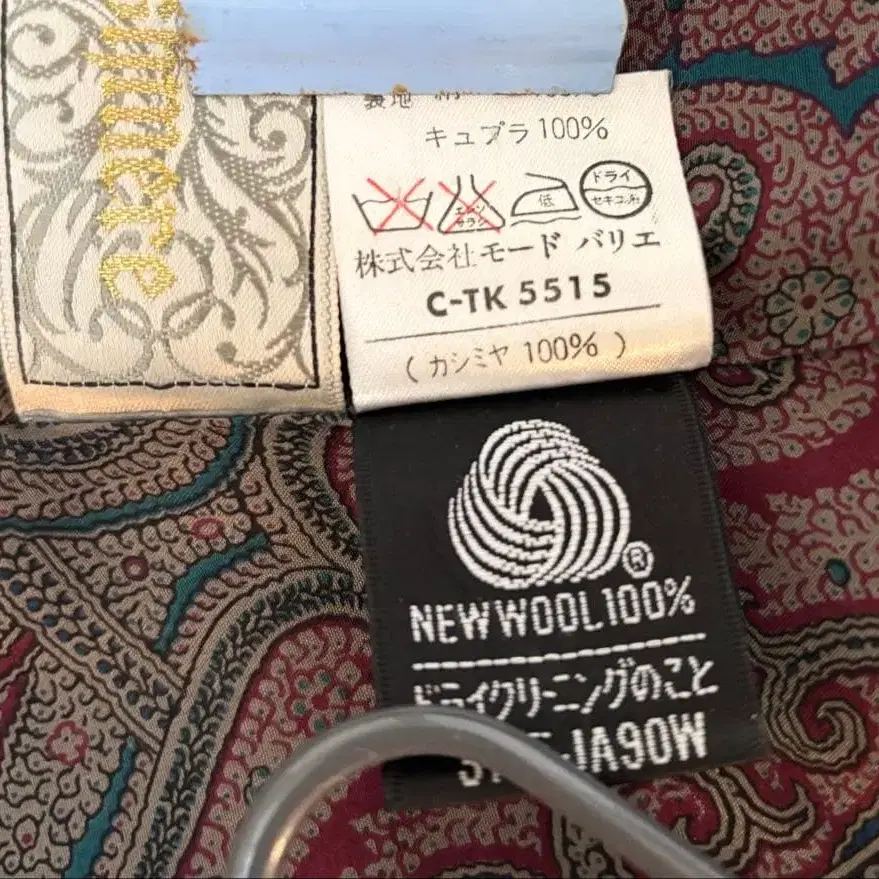 キュプラ 100%
エンソ
サラシ
低
ドライ
セキユ系
株式会社モード バリエ
C-TK 5515
( カシミヤ 100% )
®
NEW WOOL 100%
ドライクリーニングのこと
JA90W